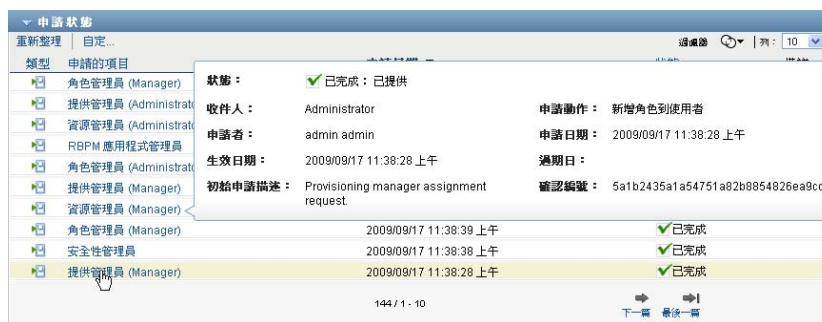 申請狀態
重新整理 自定... 過濾器 列： 10
類型 申請的項目
角色管理員 (Manager)
提供管理員 (Administrat
資源管理員 (Administrat
RBPM 應用程式管理員
角色管理員 (Administrat
提供管理員 (Manager)
資源管理員 (Manager)
狀態： 已完成： 已提供
收件人： Administrator 申請動作： 新增角色到使用者
申請者： admin admin 申請日期： 2009/09/17 11:38:28 上午
生效日期： 2009/09/17 11:38:28 上午 過期日：
初始申請描述： Provisioning manager assignment request. 確認編號： 5a1b2435a1a54751a82b8854826ea9cc
角色管理員 (Manager) 2009/09/17 11:38:39 上午 已完成
安全性管理員 2009/09/17 11:38:38 上午 已完成
提供管理員 (Manager) 2009/09/17 11:38:28 上午 已完成
144 / 1 - 10
下一篇 最後一篇